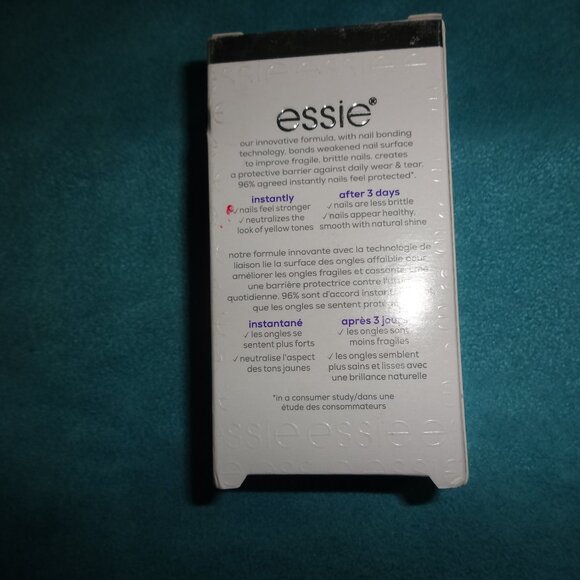 essie®
our innovative formula, with nail bonding
technology, bonds weakened nail surface
to improve fragile, brittle nails, creates
a protective barrier against daily wear & tear.
96% agreed instantly nails feel protected*.
instantly
✓ nails feel stronger
✓ neutralizes the
look of yellow tones
after 3 days
✓ nails are less brittle
✓ nails appear healthy,
smooth with natural shine
notre formule innovante avec la technologie de
liaison lie la surface des ongles affaiblie pour
améliorer les ongles fragiles et cassants,
une barrière protectrice contre
quotidienne. 96% sont d'accord
que les ongles se sentent
instantané
✓ les ongles se
sentent plus forts
✓ neutralise l'aspect
des tons jaunes
après 3 jours
✓ les ongles sont
moins fragiles
✓ les ongles semblent
plus sains et lisses avec
une brillance naturelle
*in a consumer study/dans une
étude des consommateurs
essie essie e